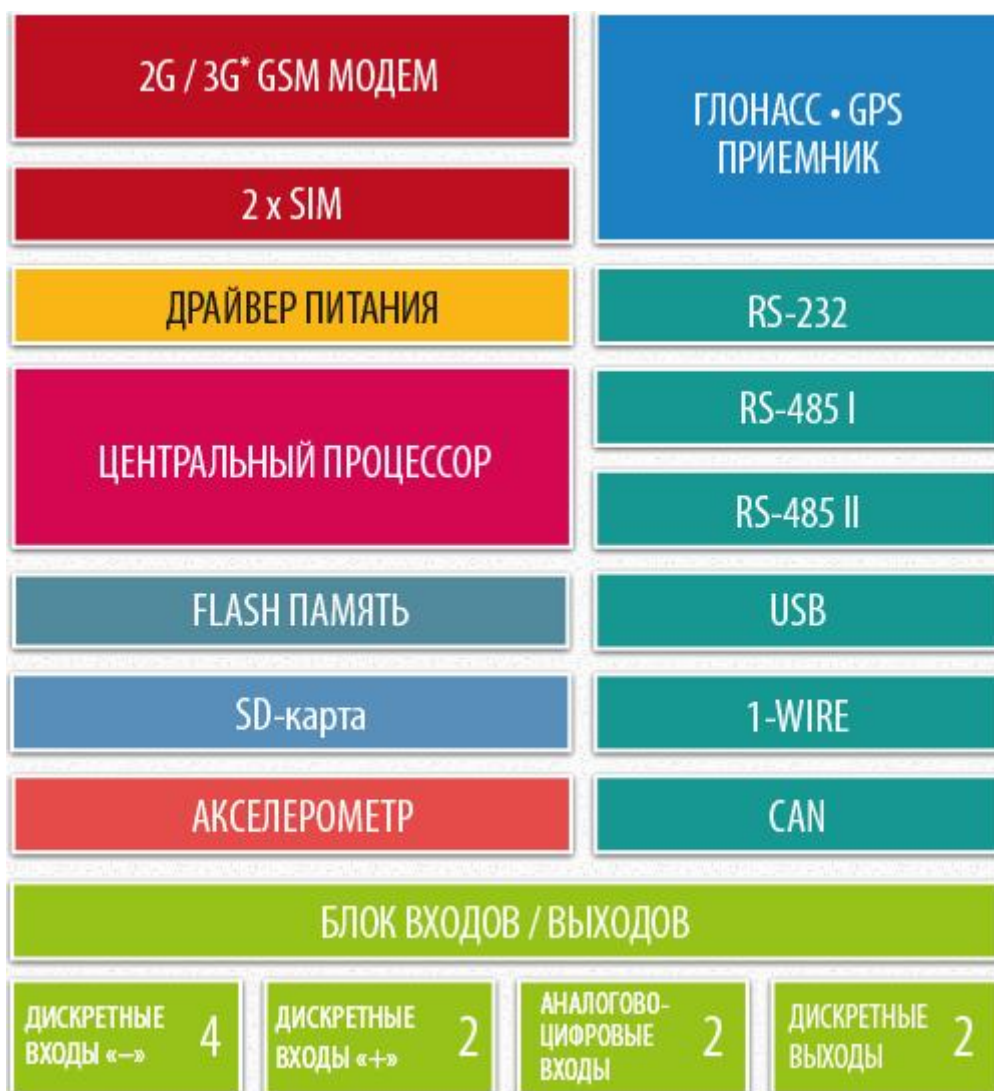 2G / 3G* GSM МОДЕМ
2 x SIM
ГЛОНАСС • GPS
ПРИЕМНИК
ДРАЙВЕР ПИТАНИЯ
RS-232
ЦЕНТРАЛЬНЫЙ ПРОЦЕССОР
RS-485 I
RS-485 II
FLASH ПАМЯТЬ
USB
SD-карта
1-WIRE
АКСЕЛЕРОМЕТР
CAN
БЛОК ВХОДОВ / ВЫХОДОВ
ДИСКРЕТНЫЕ
ВХОДЫ «–»
4
ДИСКРЕТНЫЕ
ВХОДЫ «+»
2
АНАЛОГОВО-
ЦИФРОВЫЕ
ВХОДЫ
2
ДИСКРЕТНЫЕ
ВЫХОДЫ
2